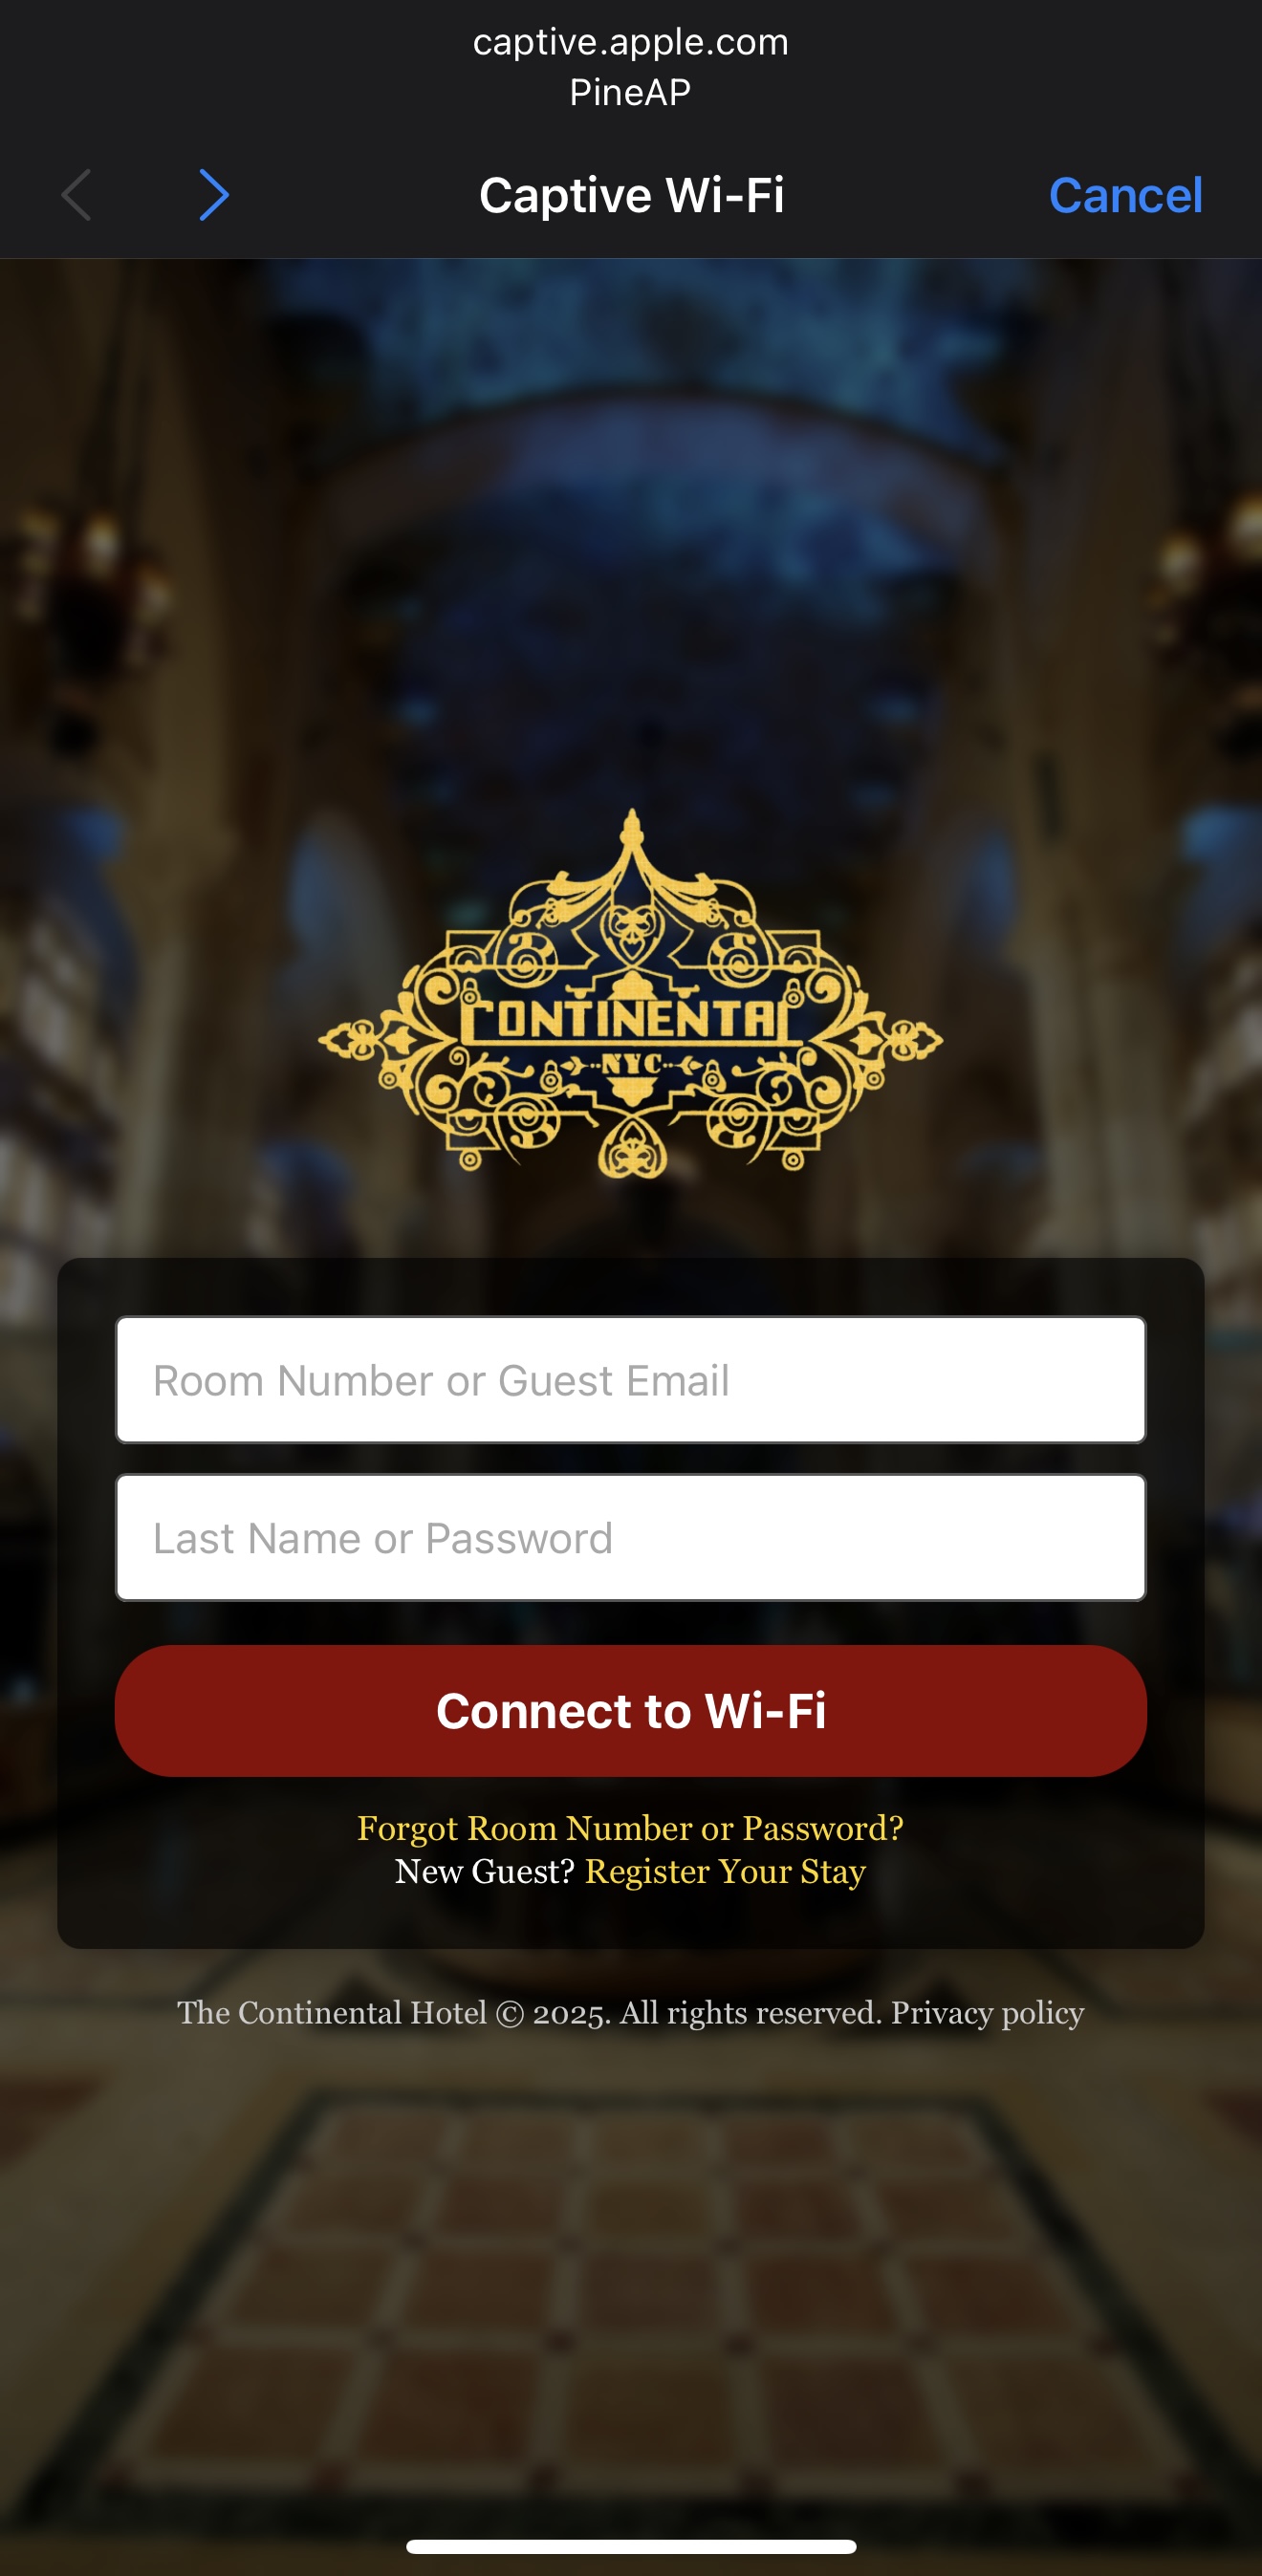 captive.apple.com
PineAP
Captive Wi-Fi
Cancel
CONTINENTAL
NYC
Room Number or Guest Email
Last Name or Password
Connect to Wi-Fi
Forgot Room Number or Password?
New Guest? Register Your Stay
The Continental Hotel © 2025. All rights reserved. Privacy policy